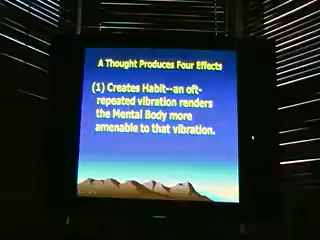 A Thought Produces Four Effects
(1) Creates Habit--an oft-
repeated vibration renders
the Mental Body more
amenable to that vibration.